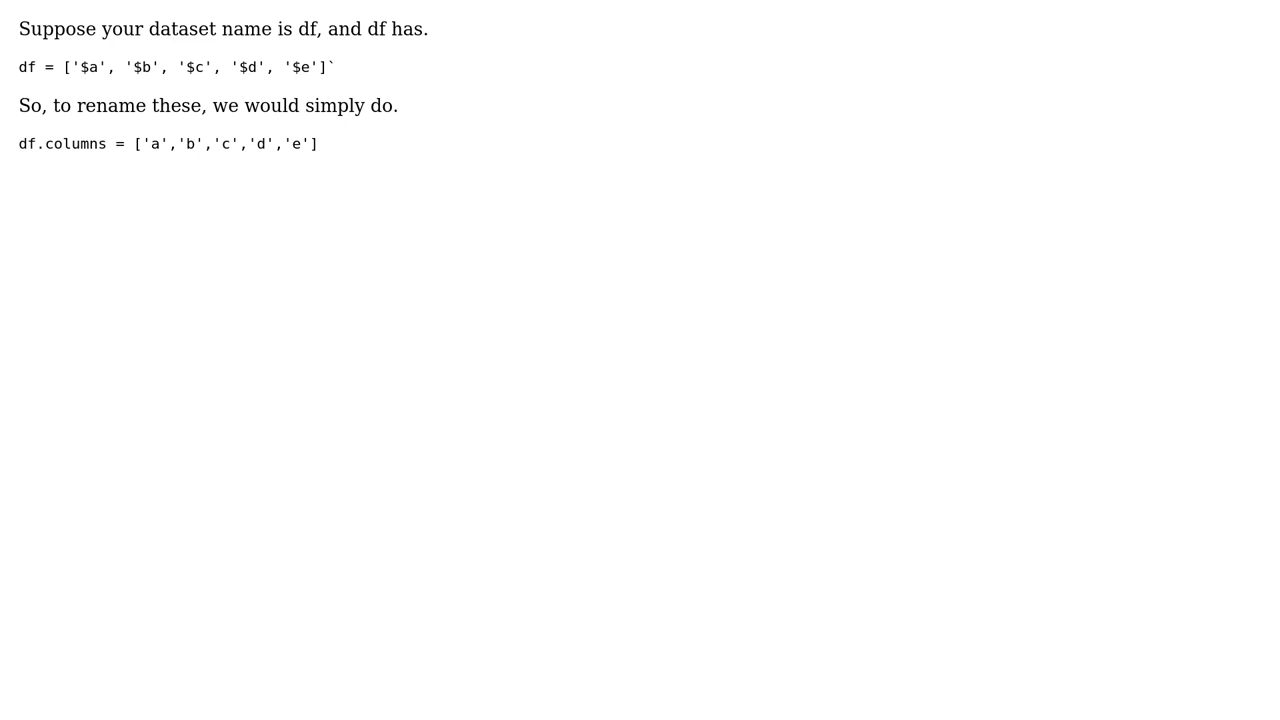 Suppose your dataset name is df, and df has.
df = ['$a', '$b', '$c', '$d', '$e']`
So, to rename these, we would simply do.
df.columns = ['a','b','c','d','e']